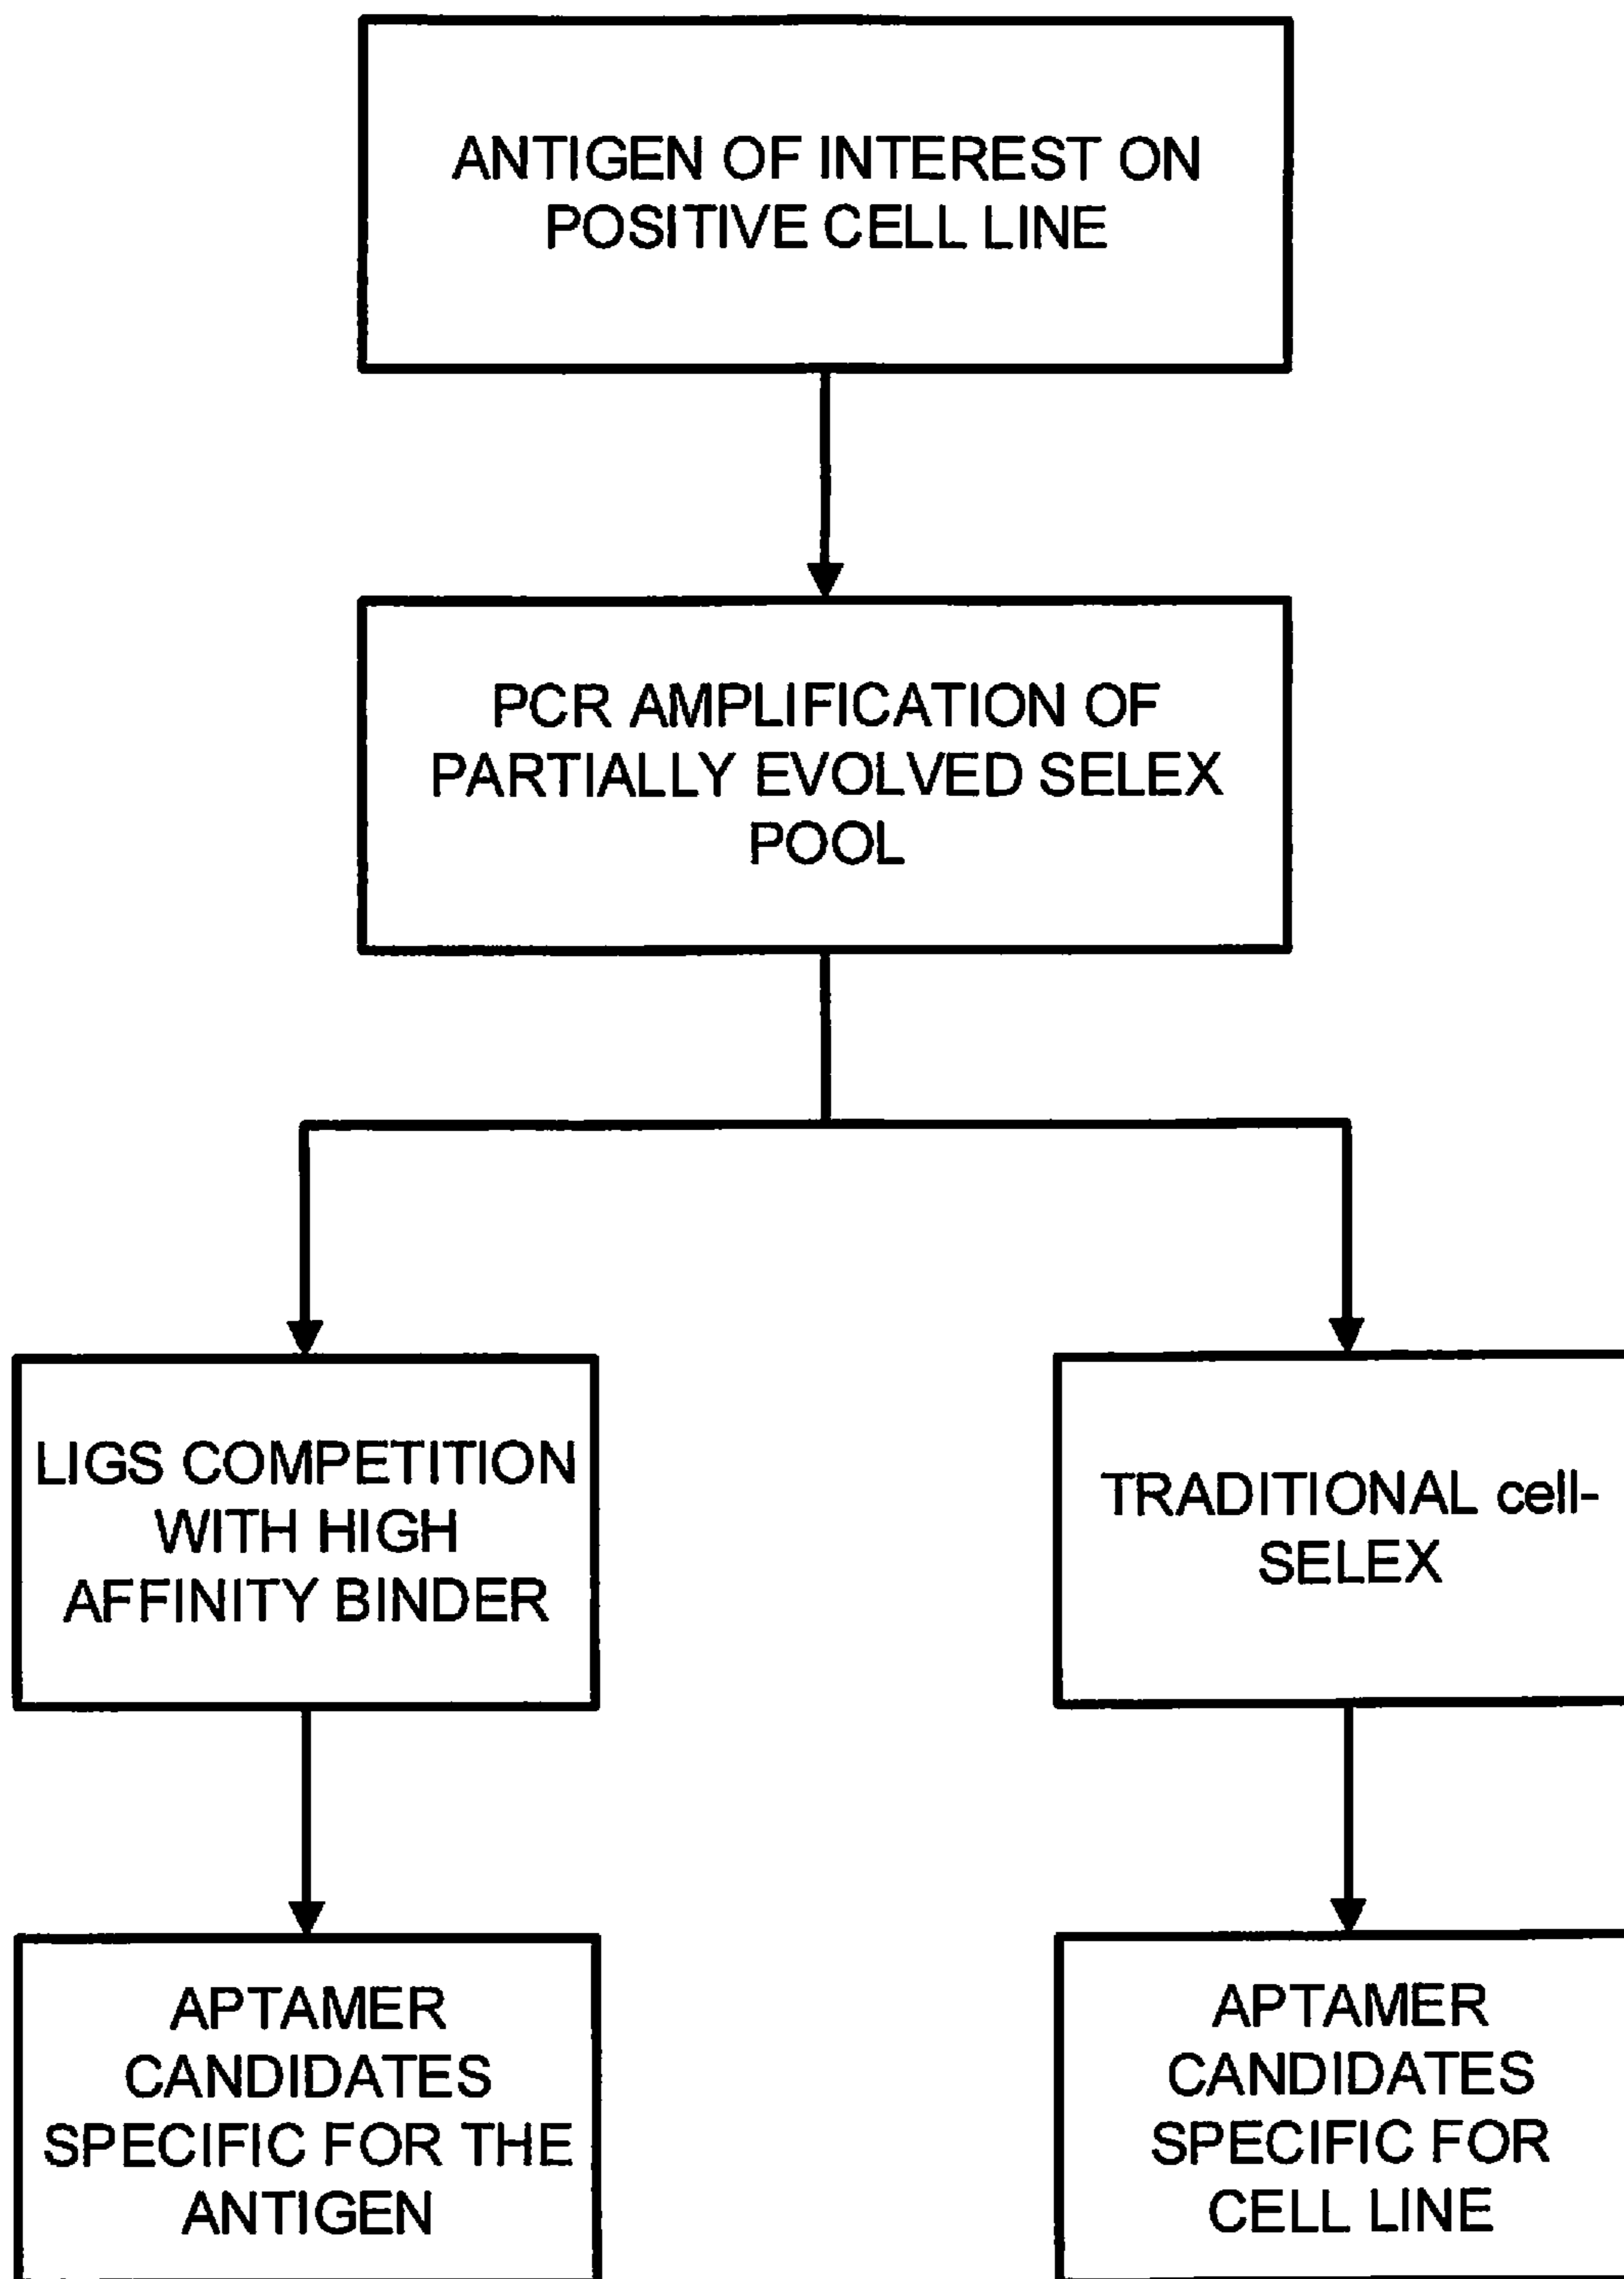 ANTIGEN OF INTEREST ON
POSITIVE CELL LINE
PCR AMPLIFICATION OF
PARTIALLY EVOLVED SELEX
POOL
LIGS COMPETITION
WITH HIGH
AFFINITY BINDER
TRADITIONAL cell-
SELEX
APTAMER
CANDIDATES
SPECIFIC FOR THE
ANTIGEN
APTAMER
CANDIDATES
SPECIFIC FOR
CELL LINE